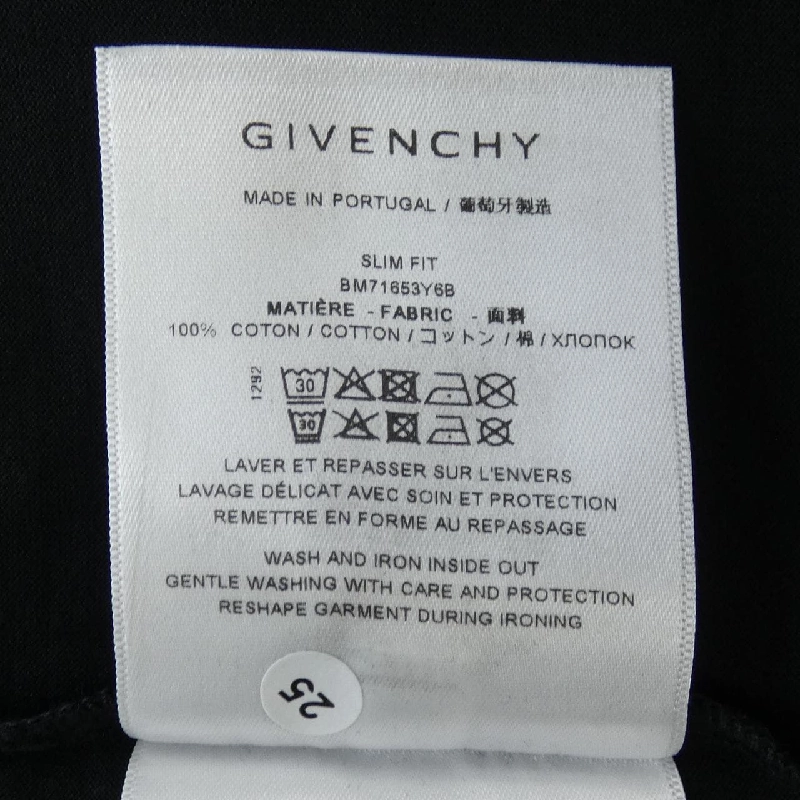 GIVENCHY
MADE IN PORTUGAL / 葡萄牙製造
SLIM FIT
BM71653Y6B
MATIÈRE - FABRIC - 面料
100% COTON / COTTON / コットン / 棉 / ХЛОПОК
1292
30
30
LAVER ET REPASSER SUR L'ENVERS
LAVAGE DÉLICAT AVEC SOIN ET PROTECTION
REMETTRE EN FORME AU REPASSAGE
WASH AND IRON INSIDE OUT
GENTLE WASHING WITH CARE AND PROTECTION
RESHAPE GARMENT DURING IRONING
25